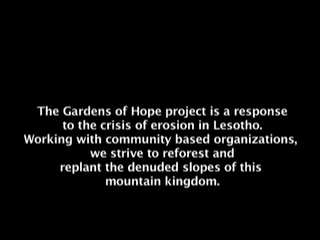 The Gardens of Hope project is a response
to the crisis of erosion in Lesotho.
Working with community based organizations,
we strive to reforest and
replant the denuded slopes of this
mountain kingdom.